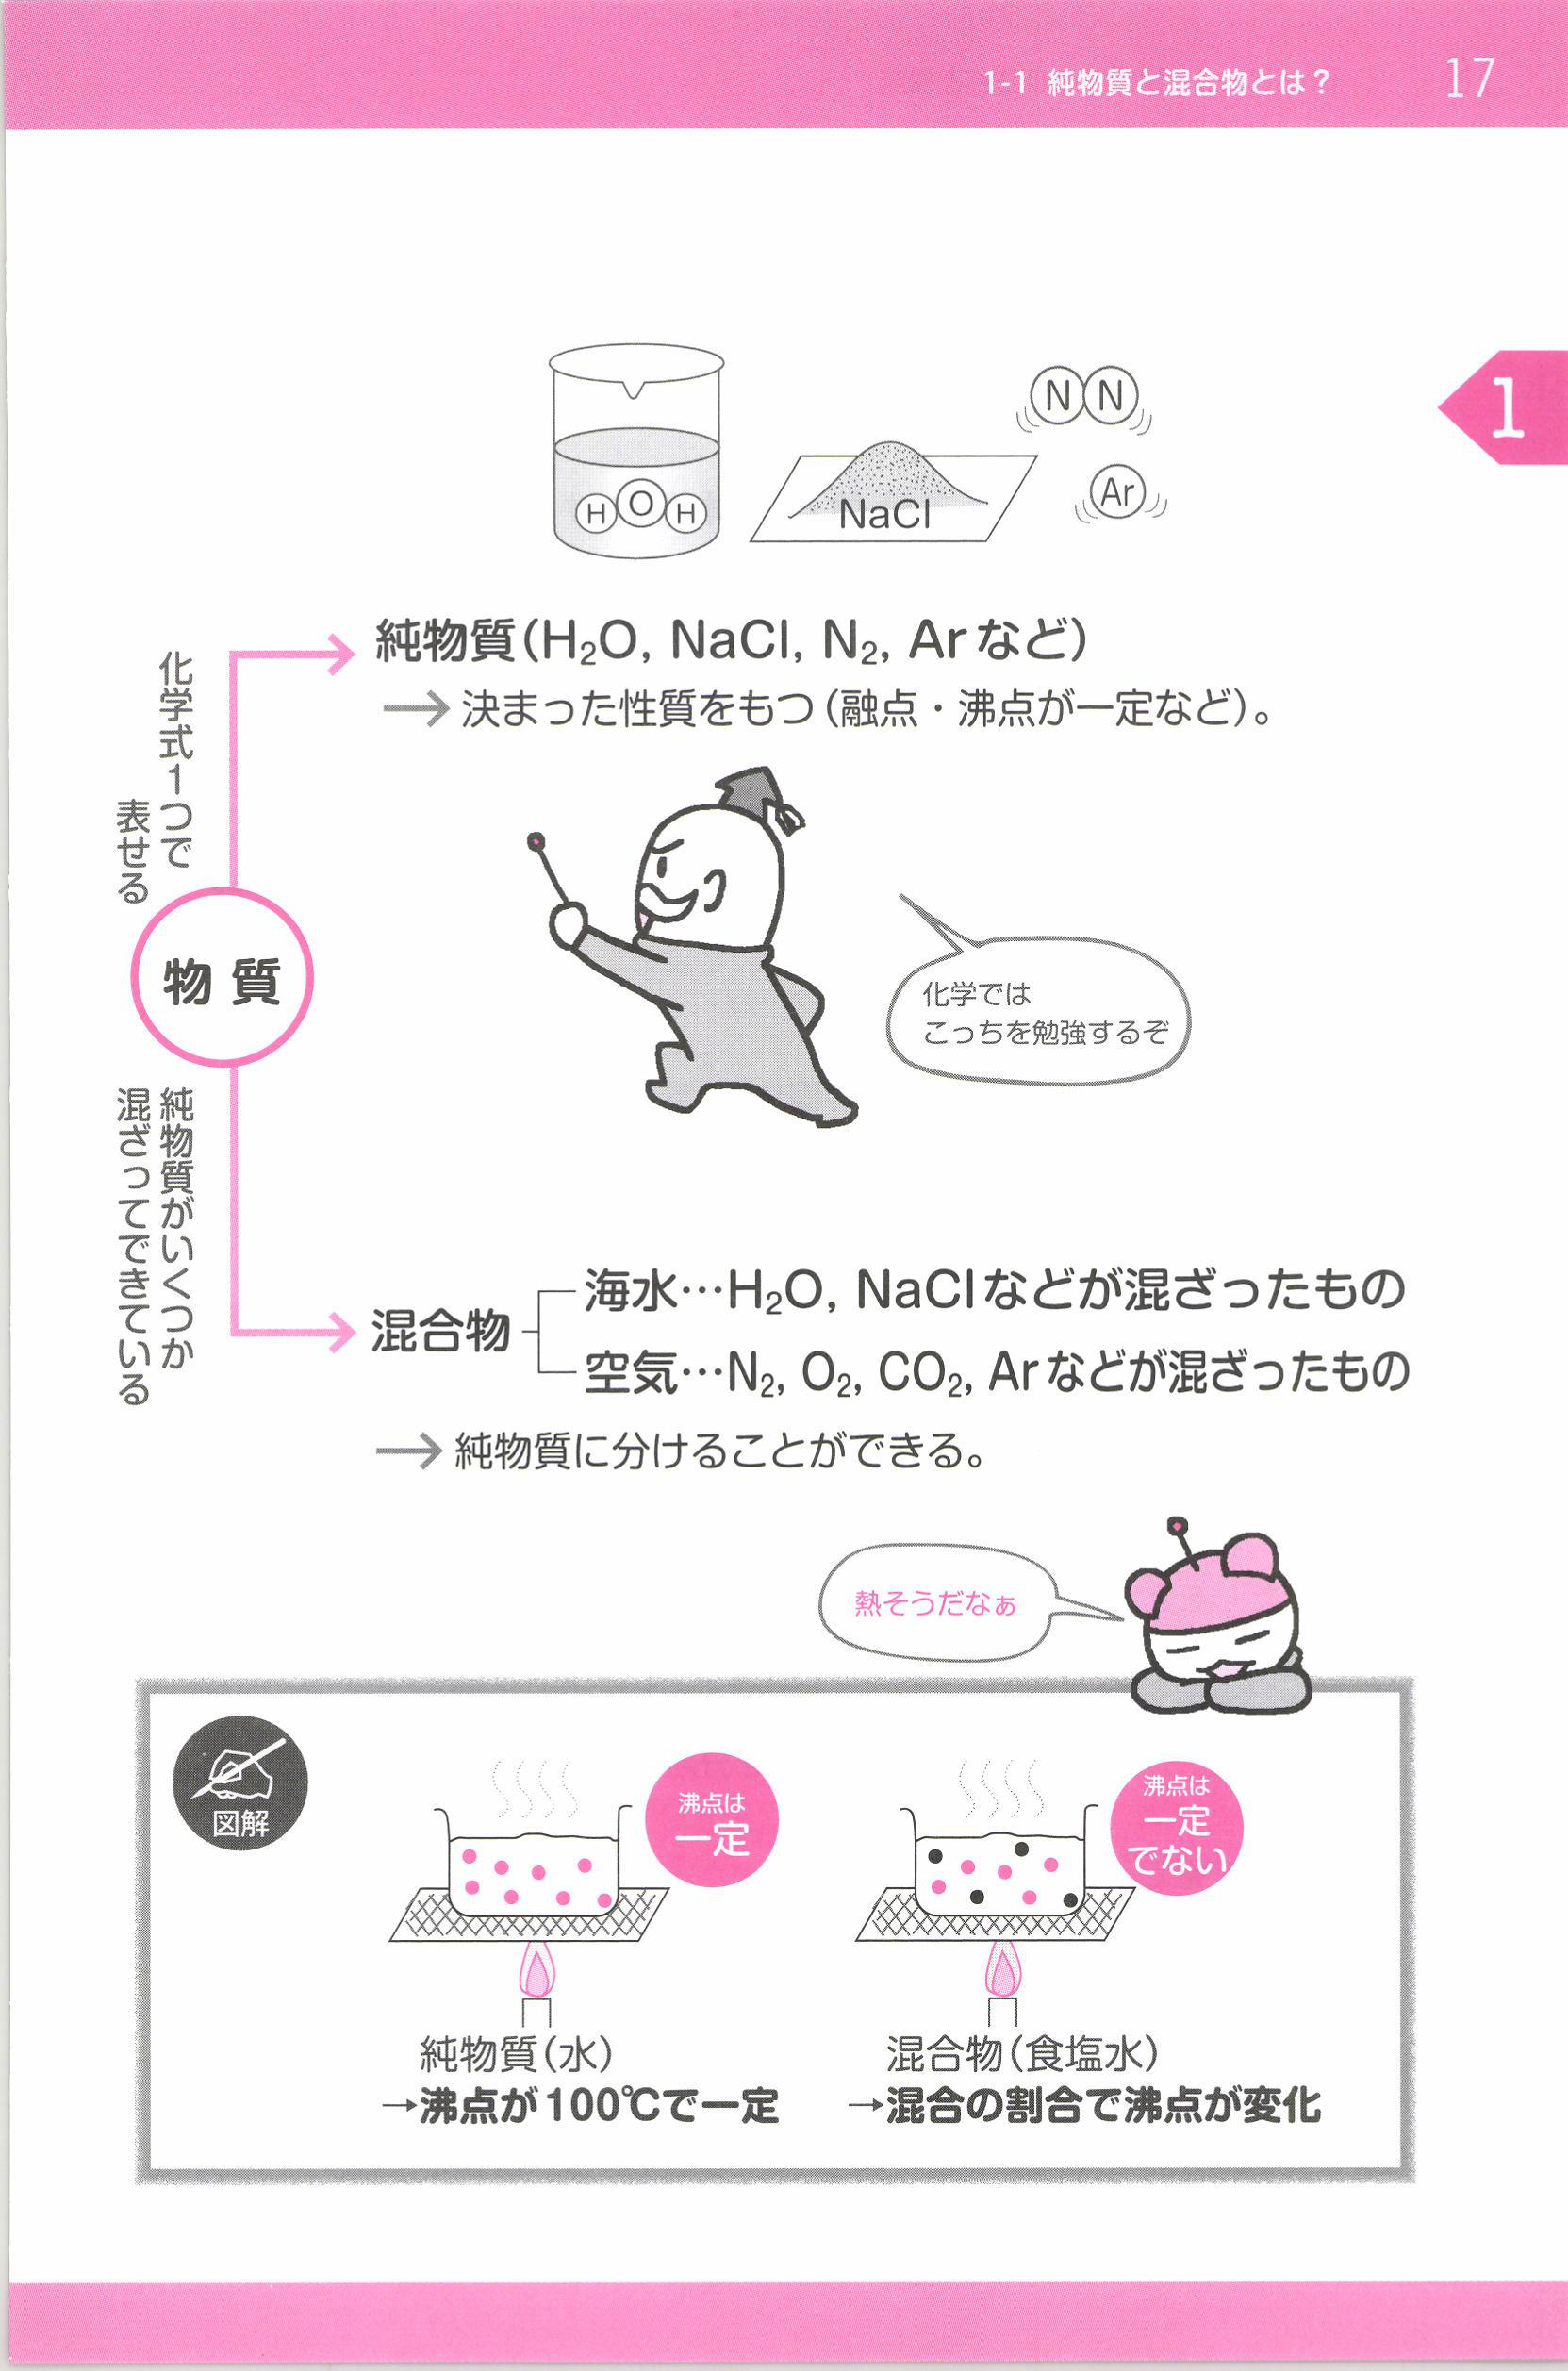 1-1 純物質と混合物とは？ 17
1
H O H
NaCl
N N
Ar
純物質(H₂O, NaCl, N₂, Arなど)
→決まった性質をもつ(融点・沸点が一定など)。
化学式1つで
表せる
物質
化学では
こっちを勉強するぞ
純物質がいくつか
混ざってできている
混合物
海水…H₂O, NaClなどが混ざったもの
空気…N₂, O₂, CO₂, Arなどが混ざったもの
→純物質に分けることができる。
熱そうだなぁ
図解
沸点は
一定
純物質(水)
→沸点が100℃で一定
沸点は
一定
でない
混合物(食塩水)
→混合の割合で沸点が変化